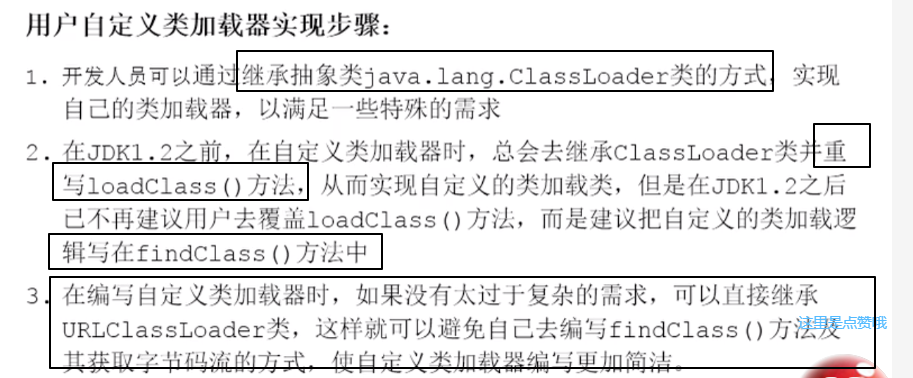 用户自定义类加载器实现步骤：
1. 开发人员可以通过继承抽象类java.lang.ClassLoader类的方式，实现
自己的类加载器，以满足一些特殊的需求
2. 在JDK1.2之前，在自定义类加载器时，总会去继承ClassLoader类并重
写loadClass()方法，从而实现自定义的类加载类，但是在JDK1.2之后
已不再建议用户去覆盖loadClass()方法，而是建议把自定义的类加载逻
辑写在findClass()方法中
3. 在编写自定义类加载器时，如果没有太过于复杂的需求，可以直接继承
URLClassLoader类，这样就可以避免自己去编写findClass()方法及
其获取字节码流的方式，使自定义类加载器编写更加简洁。
这里是点赞哦